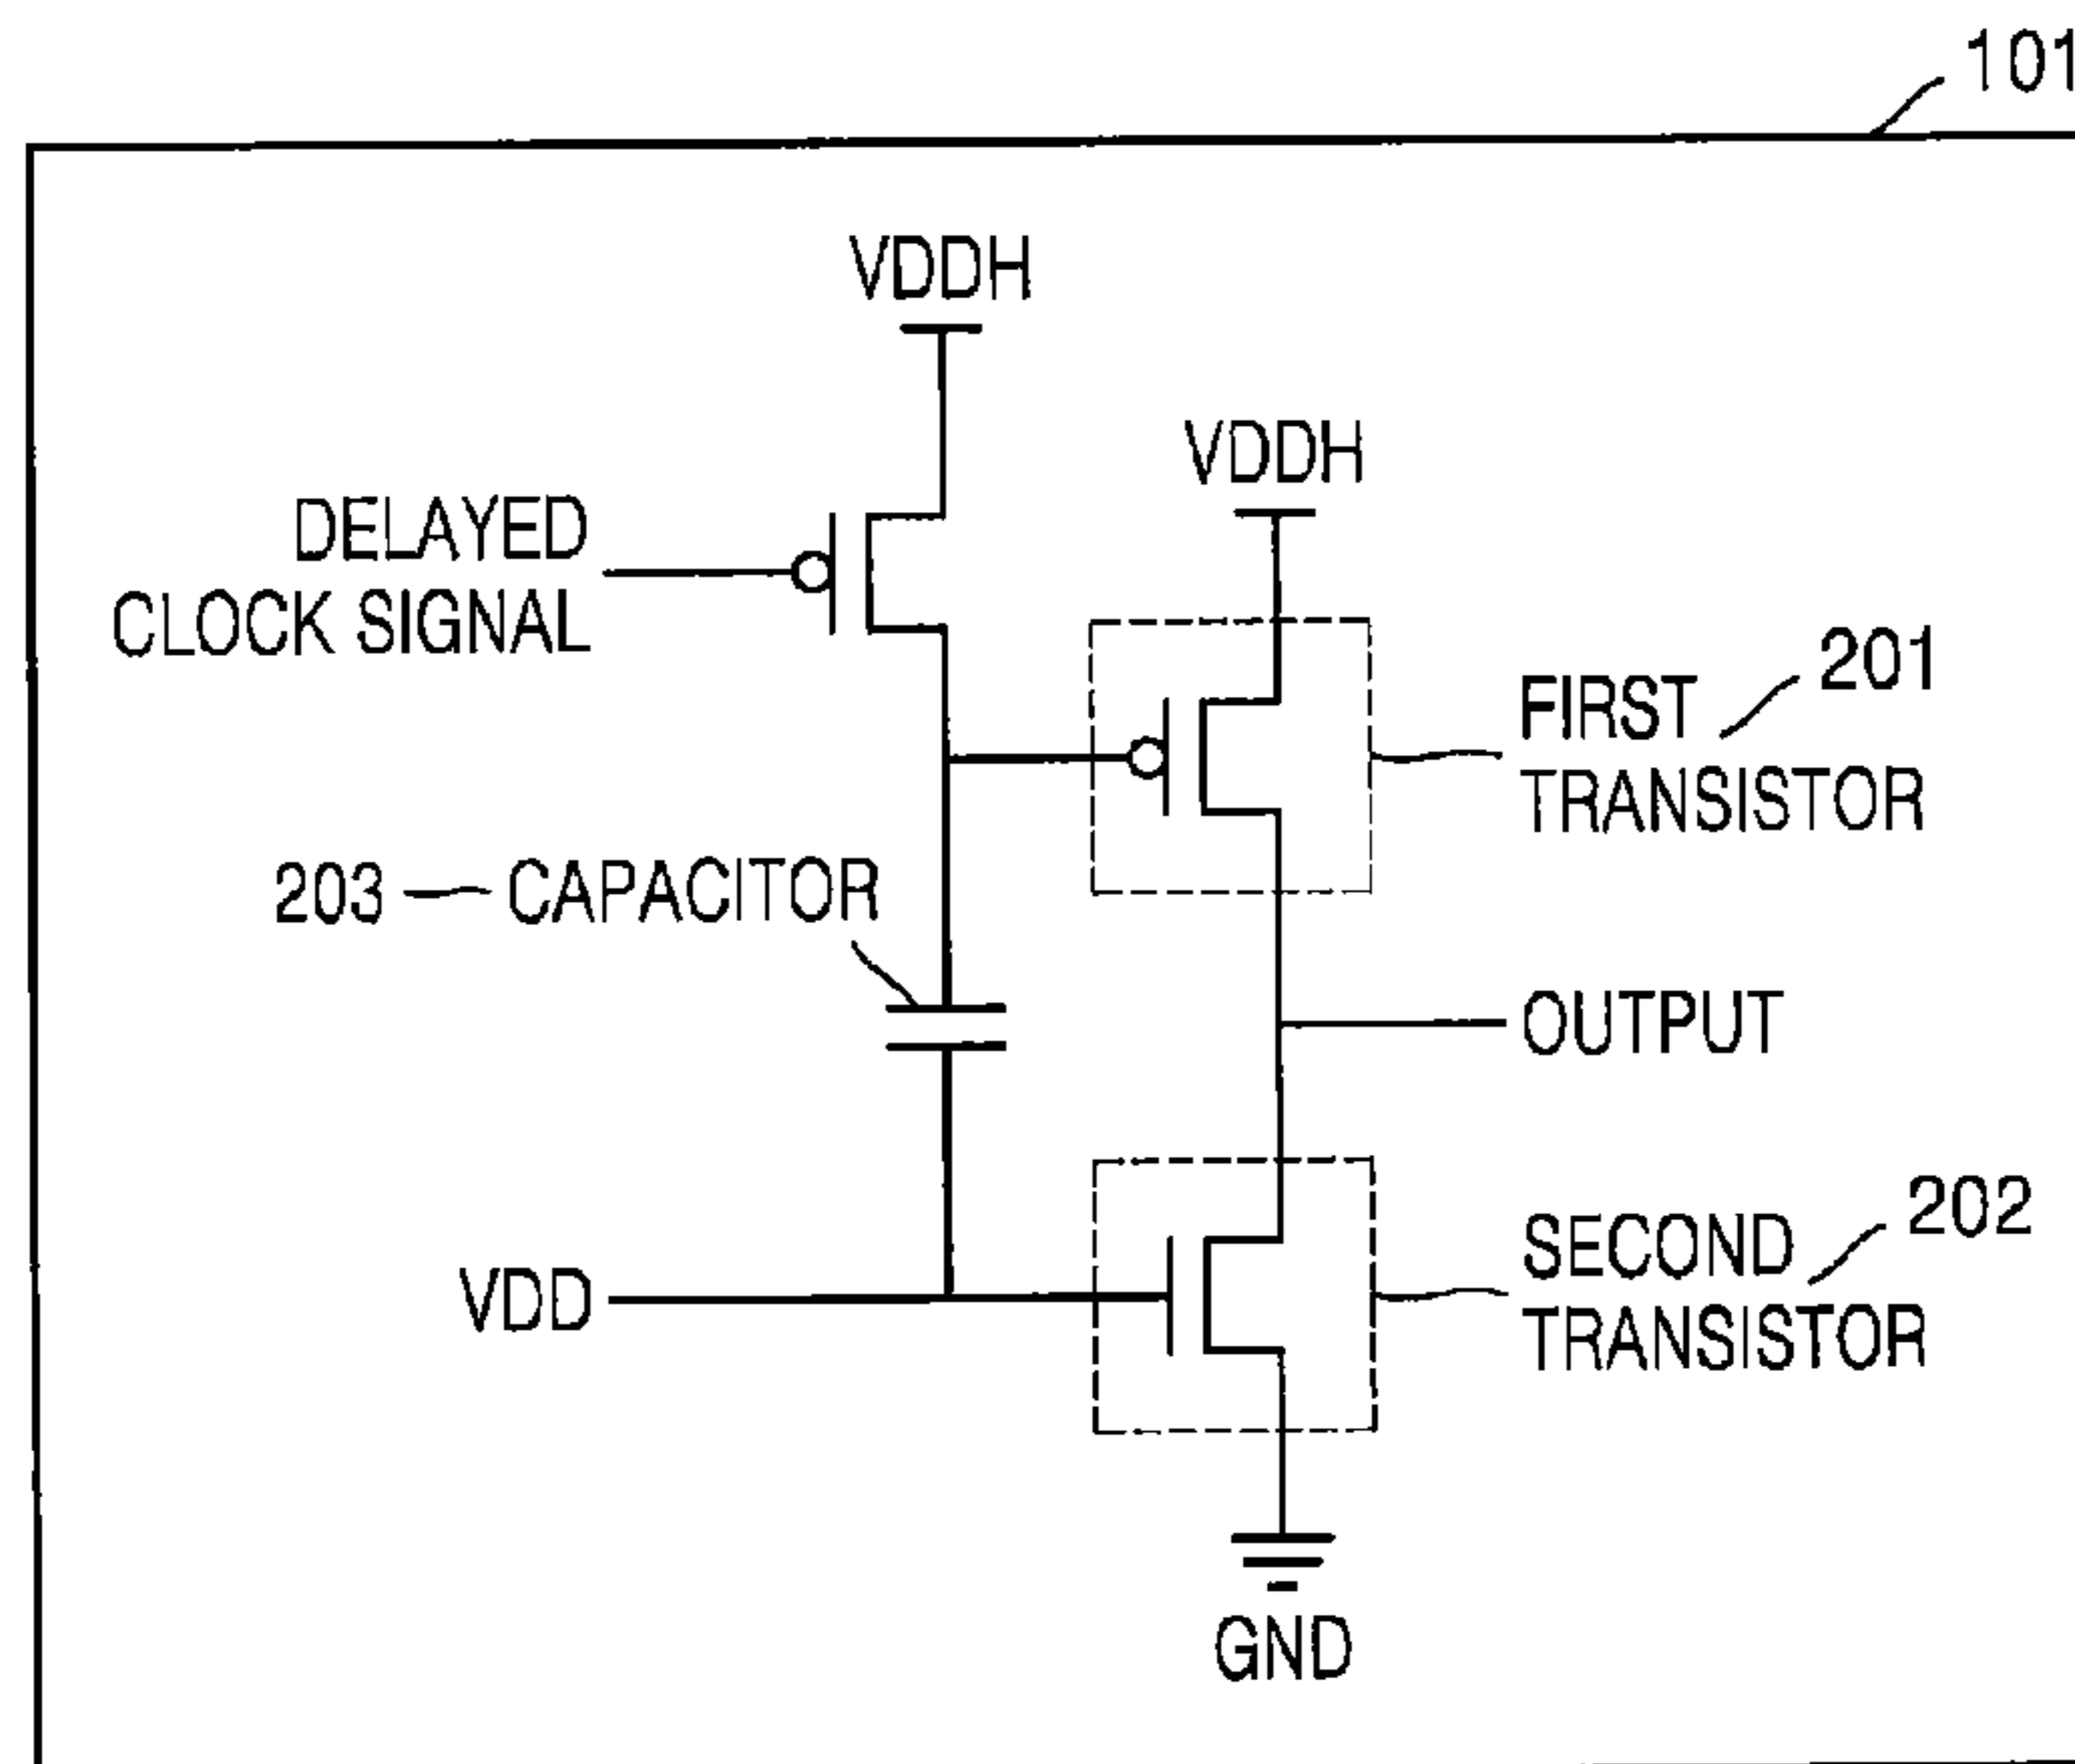 101
VDDH
VDDH
DELAYED
CLOCK SIGNAL
FIRST 201
TRANSISTOR
203 CAPACITOR
OUTPUT
SECOND 202
TRANSISTOR
VDD
GND